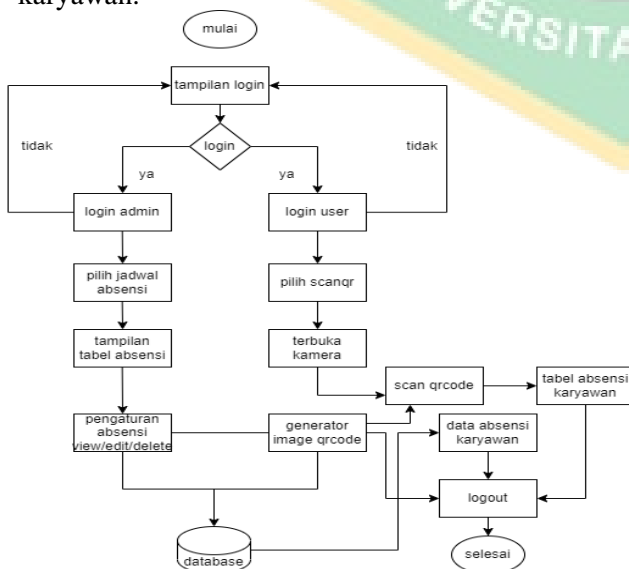 karyawan.
VERSITA
mulai
tampilan login
login
tidak
tidak
ya
ya
login admin
login user
pilih jadwal
absensi
pilih scanqr
tampilan
tabel absensi
terbuka
kamera
scan qrcode
tabel absensi
karyawan
pengaturan
absensi
view/edit/delete
generator
image qrcode
data absensi
karyawan
logout
database
selesai